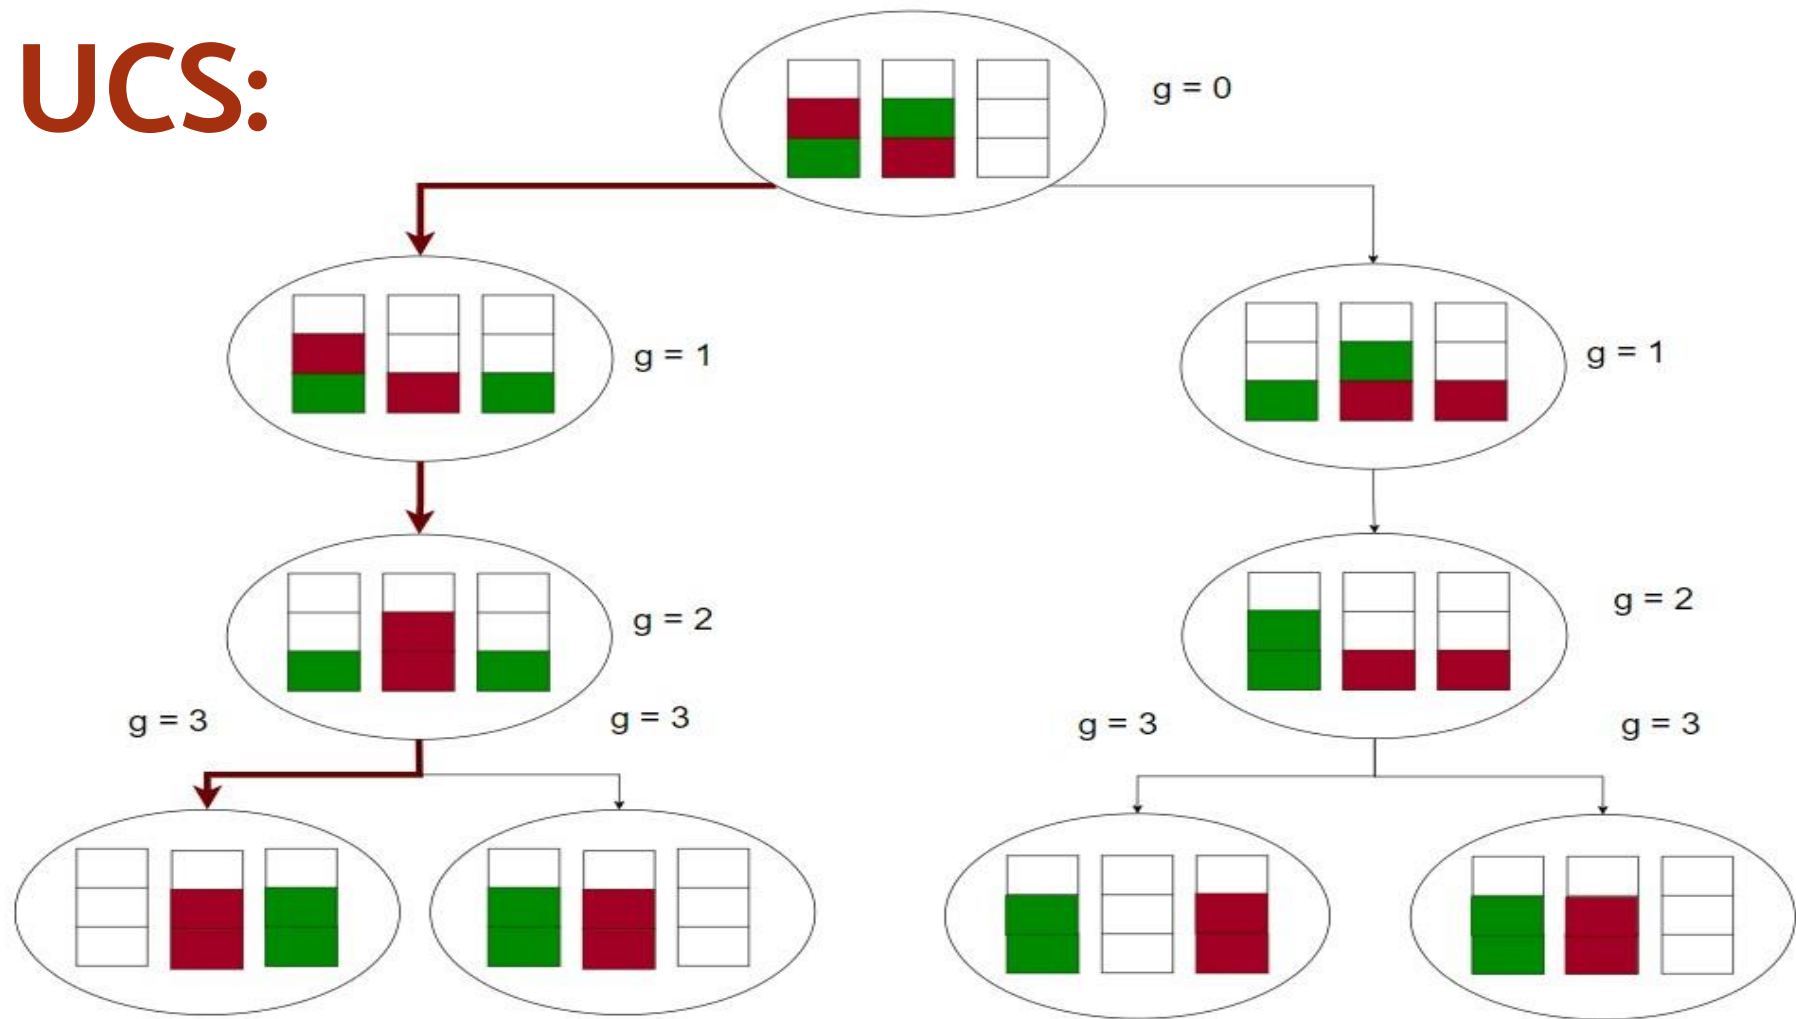 UCS:
g = 0
g = 1
g = 1
g = 2
g = 2
g = 3
g = 3
g = 3
g = 3